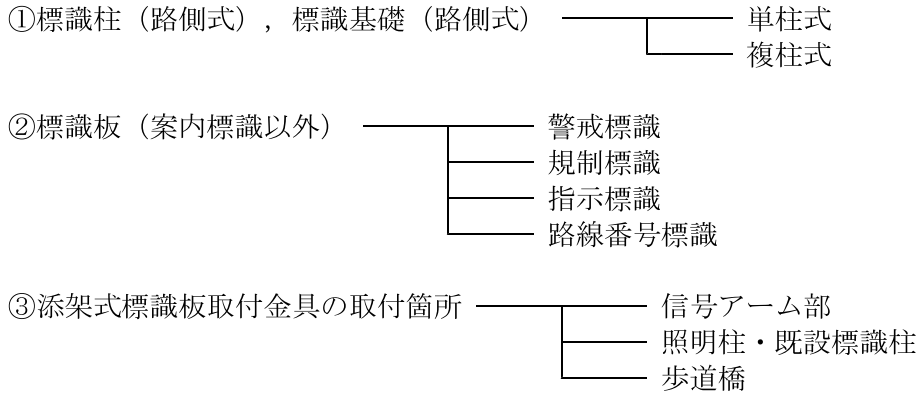 ①標識柱（路側式），標識基礎（路側式） 単柱式
複柱式
②標識板（案内標識以外） 警戒標識
規制標識
指示標識
路線番号標識
③添架式標識板取付金具の取付箇所 信号アーム部
照明柱・既設標識柱
歩道橋